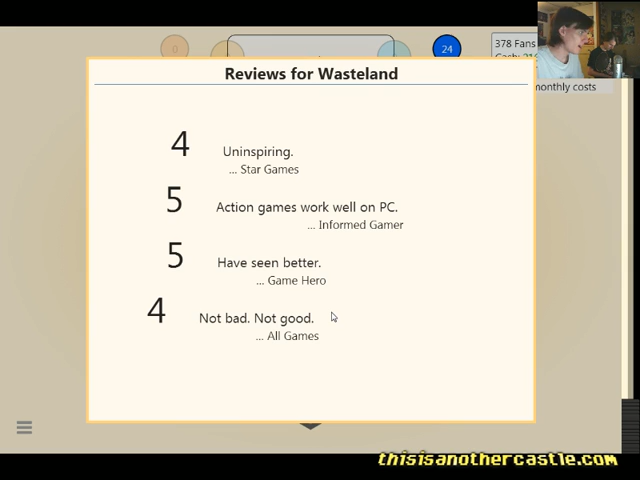 0
24
378 Fans
monthly costs
Reviews for Wasteland
4 Uninspiring.
... Star Games
5 Action games work well on PC.
... Informed Gamer
5 Have seen better.
... Game Hero
4 Not bad. Not good.
... All Games
thisisanothercastle.com